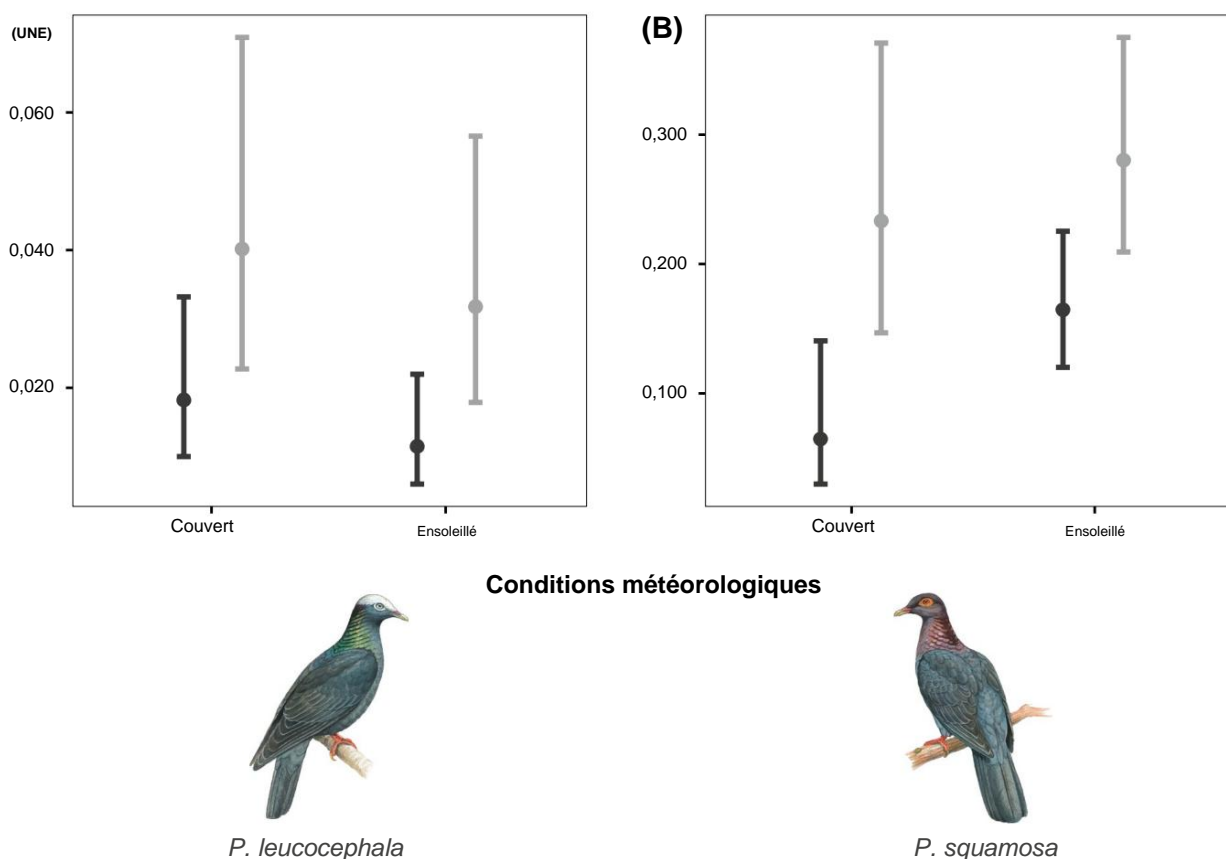 (UNE)
(B)
0,060
0,040
0,020
0,300
0,200
0,100
Couvert
Ensoleillé
Couvert
Ensoleillé
Conditions météorologiques
P. leucocephala
P. squamosa